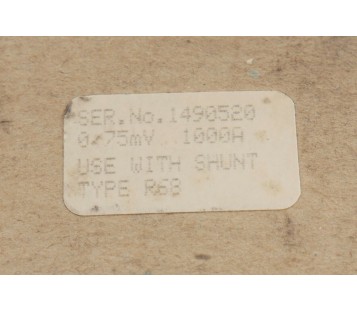 SER.No.1490520
0/75mV 1000A
USE WITH SHUNT
TYPE R6B